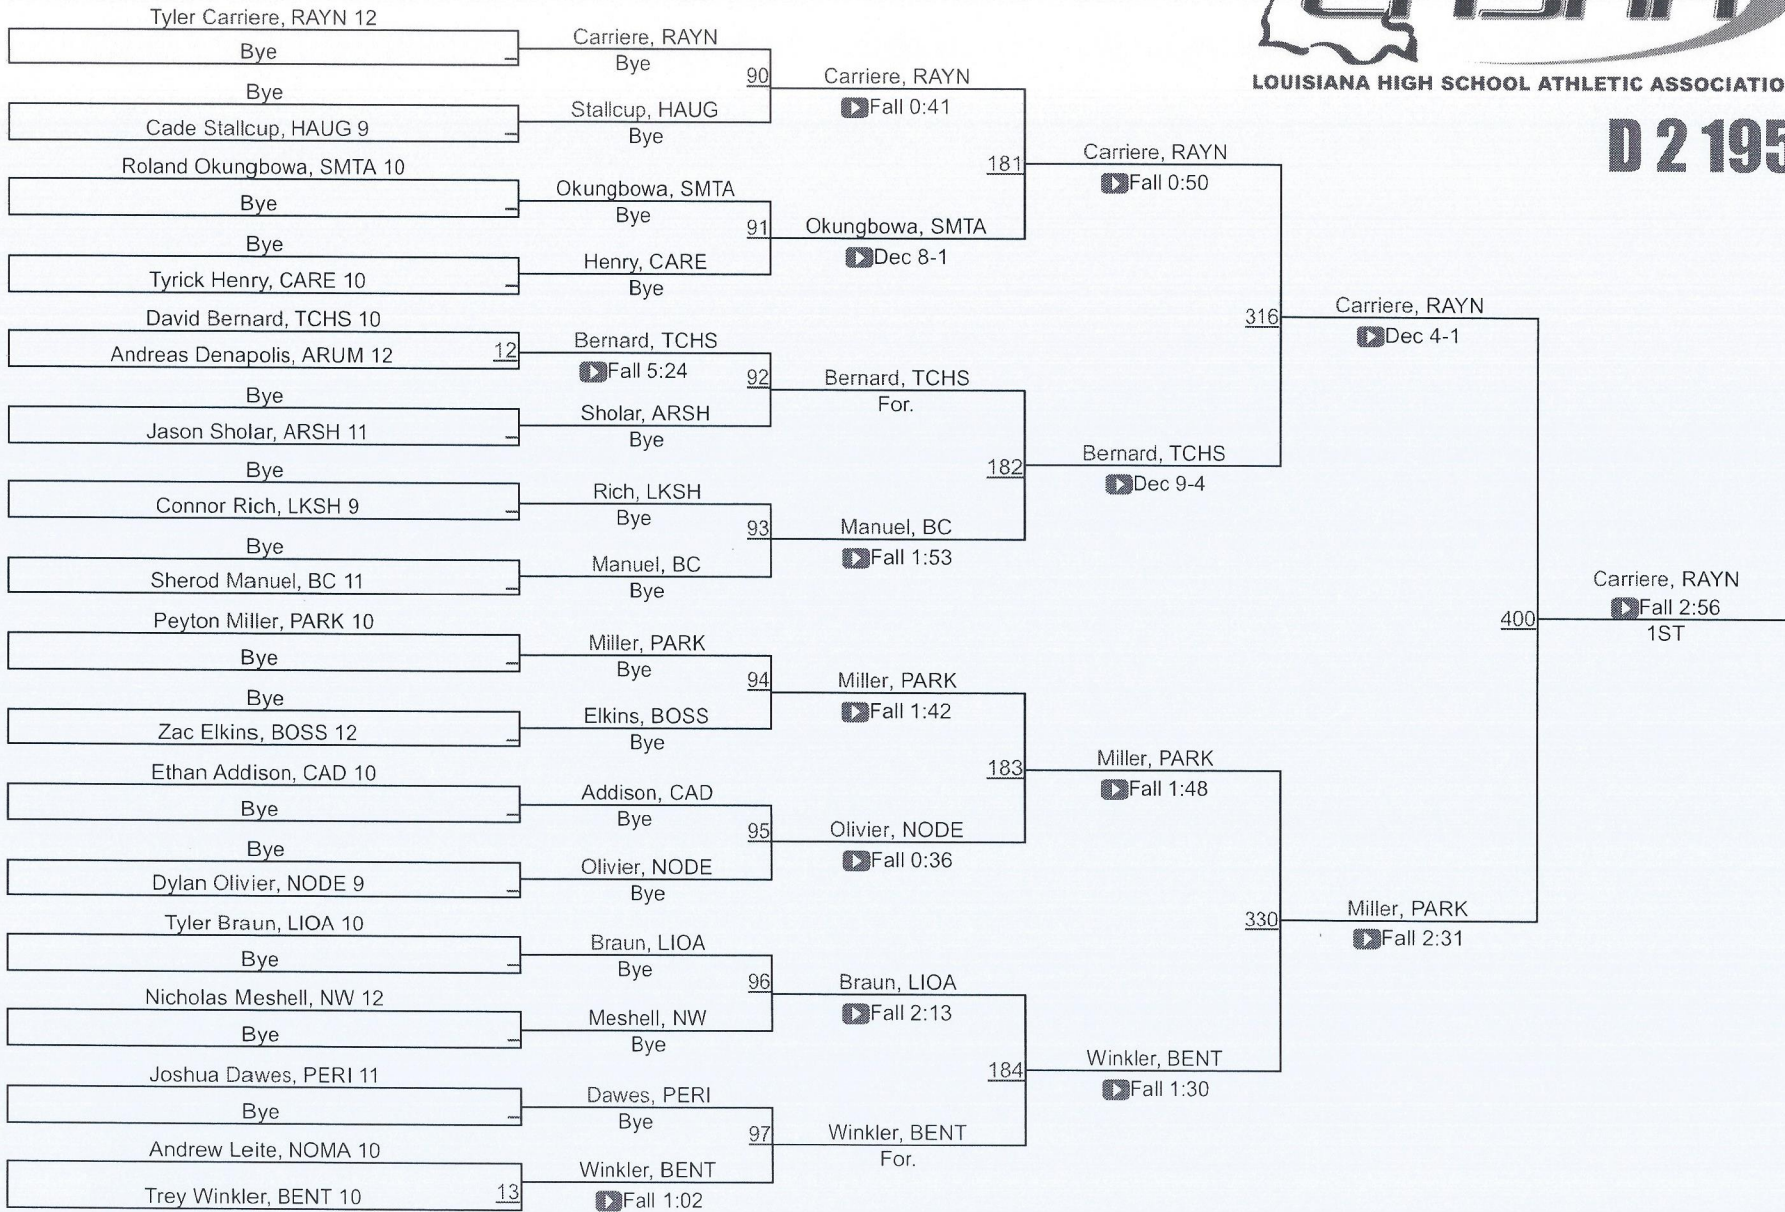 LHSAA
LOUISIANA HIGH SCHOOL ATHLETIC ASSOCIATIO
D 2 195
Tyler Carriere, RAYN 12
Bye
Bye
Cade Stallcup, HAUG 9
Roland Okungbowa, SMTA 10
Bye
Bye
Tyrick Henry, CARE 10
David Bernard, TCHS 10
Andreas Denapolis, ARUM 12
12
Bye
Jason Sholar, ARSH 11
Bye
Connor Rich, LKSH 9
Bye
Sherod Manuel, BC 11
Peyton Miller, PARK 10
Bye
Bye
Zac Elkins, BOSS 12
Ethan Addison, CAD 10
Bye
Bye
Dylan Olivier, NODE 9
Tyler Braun, LIOA 10
Bye
Nicholas Meshell, NW 12
Bye
Joshua Dawes, PERI 11
Bye
Andrew Leite, NOMA 10
Trey Winkler, BENT 10
13
Carriere, RAYN
Bye
90
Stallcup, HAUG
Bye
Okungbowa, SMTA
Bye
91
Henry, CARE
Bye
Bernard, TCHS
Fall 5:24
92
Sholar, ARSH
Bye
Rich, LKSH
Bye
93
Manuel, BC
Bye
Miller, PARK
Bye
94
Elkins, BOSS
Bye
Addison, CAD
Bye
95
Olivier, NODE
Bye
Braun, LIOA
Bye
96
Meshell, NW
Bye
Dawes, PERI
Bye
97
Winkler, BENT
Fall 1:02
Carriere, RAYN
Fall 0:41
181
Okungbowa, SMTA
Dec 8-1
Bernard, TCHS
For.
182
Manuel, BC
Fall 1:53
Miller, PARK
Fall 1:42
183
Olivier, NODE
Fall 0:36
Braun, LIOA
Fall 2:13
184
Winkler, BENT
For.
Carriere, RAYN
Fall 0:50
316
Bernard, TCHS
Dec 9-4
Miller, PARK
Fall 1:48
330
Winkler, BENT
Fall 1:30
Carriere, RAYN
Dec 4-1
400
Miller, PARK
Fall 2:31
Carriere, RAYN
Fall 2:56
1ST